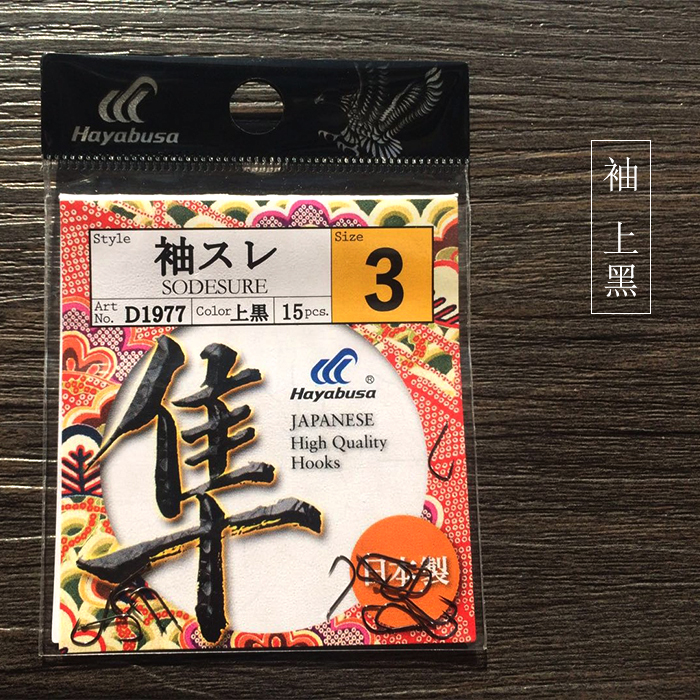 Hayabusa
Style
袖スレ
SODESURE
Size
3
Art No. D1977
Color 上黒
15pcs.
隼
Hayabusa ®
JAPANESE
High Quality
Hooks
日本製
袖上黑